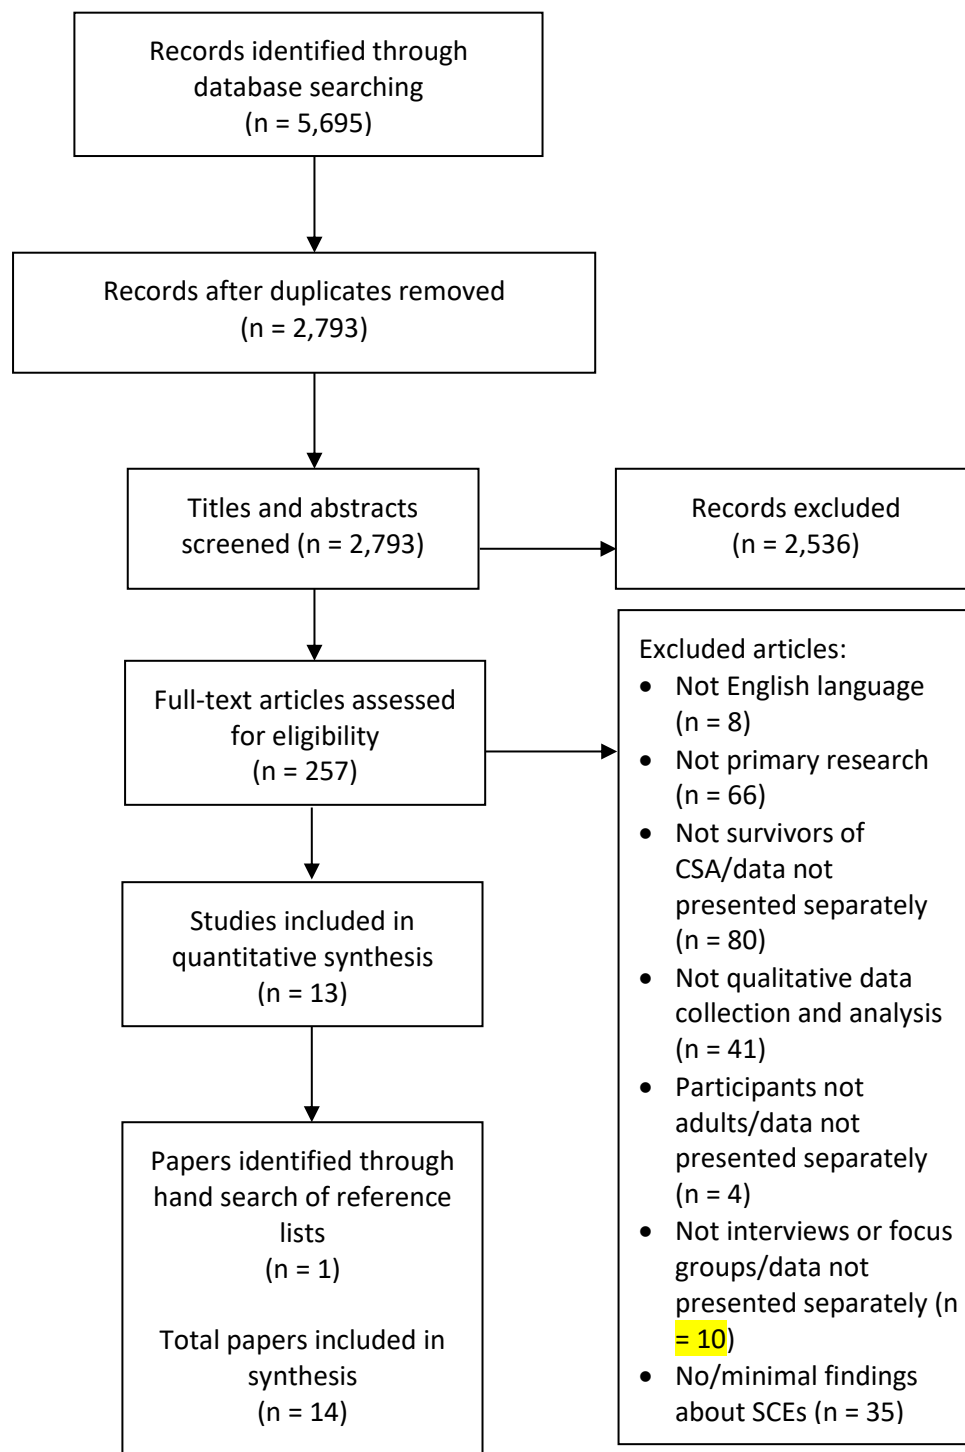 Records identified through
database searching
(n = 5,695)
Records after duplicates removed
(n = 2,793)
Titles and abstracts
screened (n = 2,793)
Records excluded
(n = 2,536)
Full-text articles assessed
for eligibility
(n = 257)
Excluded articles:
• Not English language
(n = 8)
• Not primary research
(n = 66)
• Not survivors of
CSA/data not
presented separately
(n = 80)
• Not qualitative data
collection and analysis
(n = 41)
• Participants not
adults/data not
presented separately
(n = 4)
• Not interviews or focus
groups/data not
presented separately (n
= 10)
• No/minimal findings
about SCEs (n = 35)
Studies included in
quantitative synthesis
(n = 13)
Papers identified through
hand search of reference
lists
(n = 1)
Total papers included in
synthesis
(n = 14)